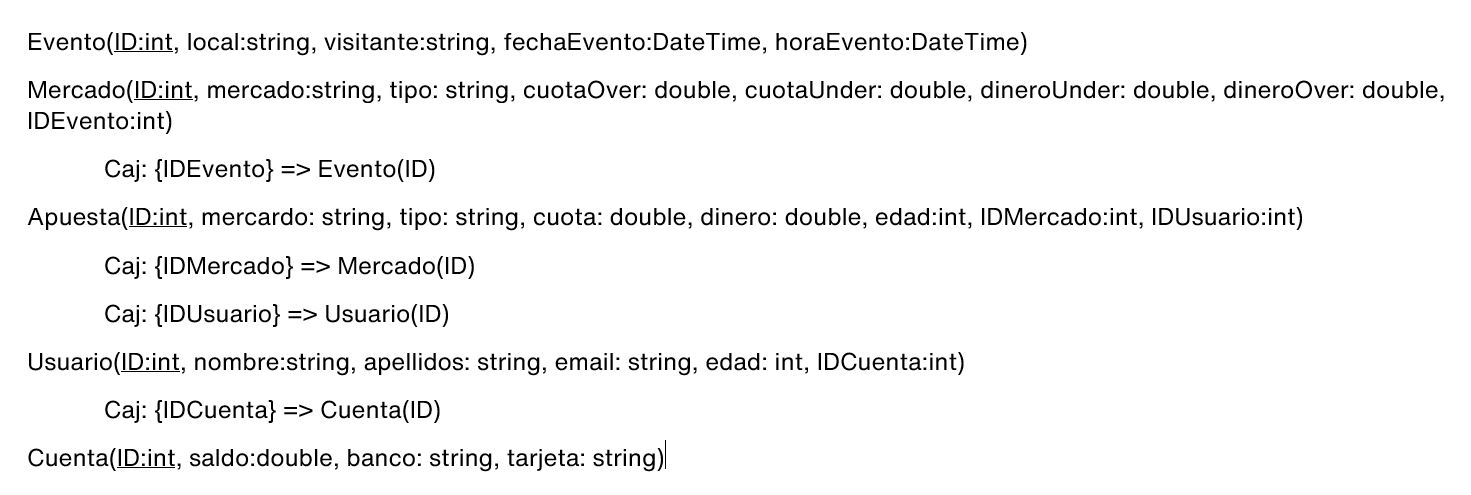 Evento(ID:int, local:string, visitante:string, fechaEvento:DateTime, horaEvento:DateTime)
Mercado(ID:int, mercado:string, tipo: string, cuotaOver: double, cuotaUnder: double, dineroUnder: double, dineroOver: double,
IDEvento:int)
Caj: {IDEvento} => Evento(ID)
Apuesta(ID:int, mercardo: string, tipo: string, cuota: double, dinero: double, edad:int, IDMercado:int, IDUsuario:int)
Caj: {IDMercado} => Mercado(ID)
Caj: {IDUsuario} => Usuario(ID)
Usuario(ID:int, nombre:string, apellidos: string, email: string, edad: int, IDCuenta:int)
Caj: {IDCuenta} => Cuenta(ID)
Cuenta(ID:int, saldo:double, banco: string, tarjeta: string)